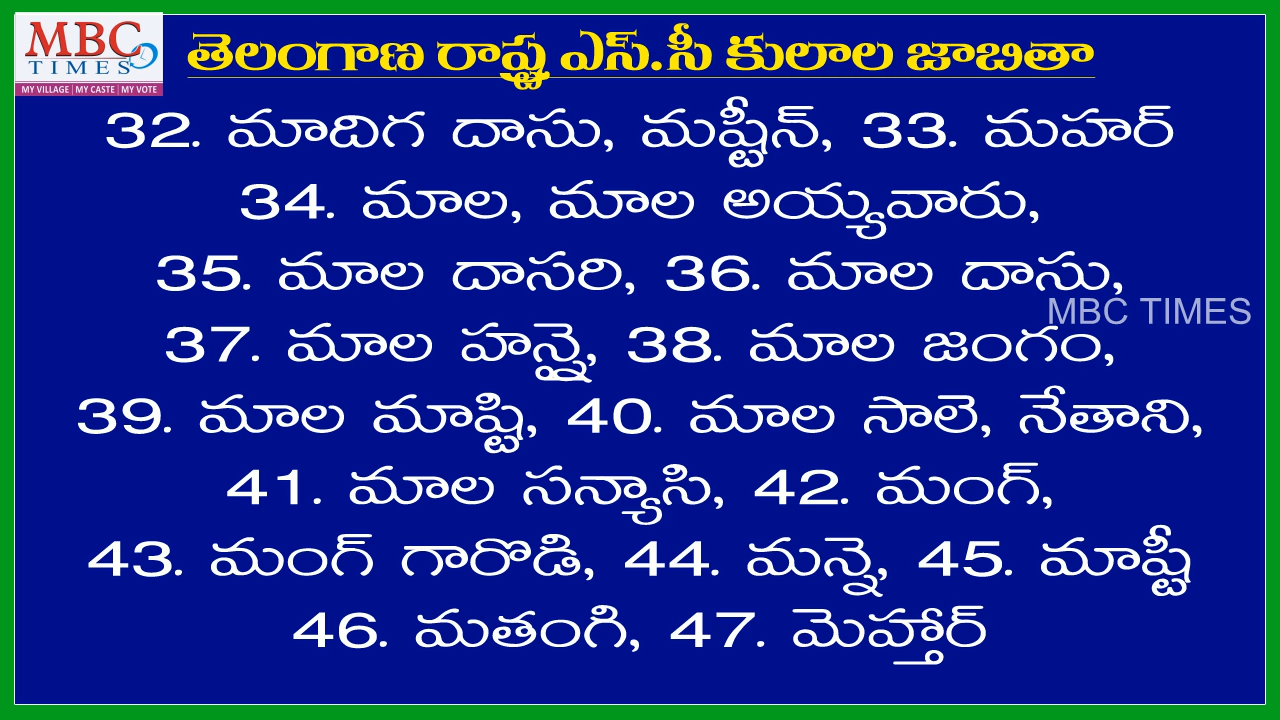 MBC
TIMES
MY VILLAGE | MY CASTE | MY VOTE
తెలంగాణ రాష్ట్ర ఎస్.సీ కులాల జాబితా
32. మాదిగ దాసు, మష్టీన్, 33. మహర్
34. మాల, మాల అయ్యవారు,
35. మాల దాసరి, 36. మాల దాసు,
MBC TIMES
37. మాల హన్నై, 38. మాల జంగం,
39. మాల మాష్టి, 40. మాల సాలె, నేతాని,
41. మాల సన్యాసి, 42. మంగ్,
43. మంగ్ గారొడి, 44. మన్నె, 45. మాష్టీ
46. మతంగి, 47. మెహ్తార్